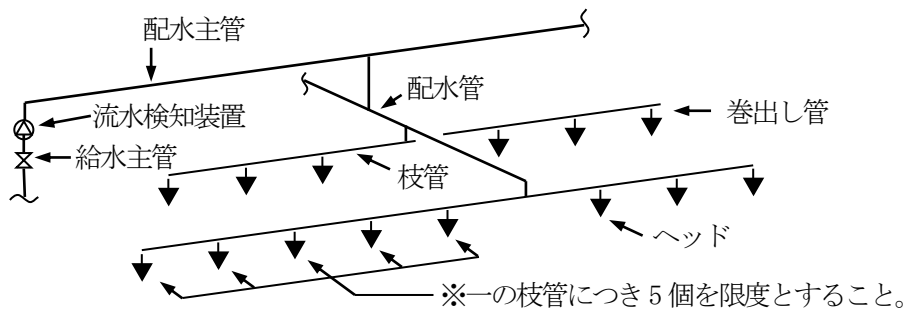 配水主管
配水管
巻出し管
流水検知装置
給水主管
枝管
ヘッド
※一の枝管につき５個を限度とすること。